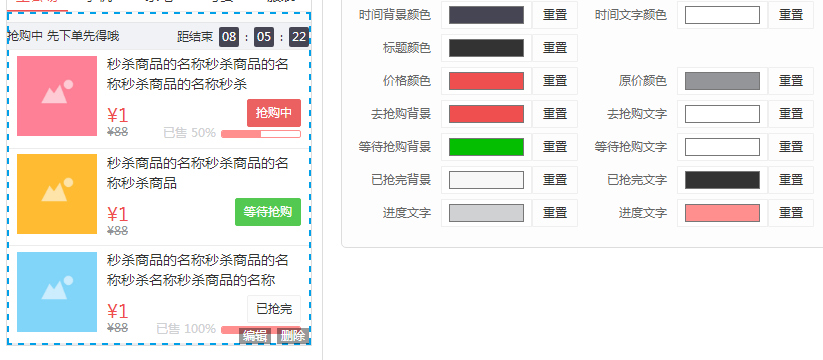 抢购中 先下单先得哦 距结束 08 : 05 : 22
秒杀商品的名称秒杀商品的名
称秒杀商品的名称秒杀
¥1
¥88
已售 50%
抢购中
秒杀商品的名称秒杀商品的名
称秒杀商品
¥1
¥88
等待抢购
秒杀商品的名称秒杀商品的名
称秒杀名称秒杀商品的名称
¥1
¥88
已售 100%
已抢完
编辑 删除
时间背景颜色 重置 时间文字颜色 重置
标题颜色 重置
价格颜色 重置 原价颜色 重置
去抢购背景 重置 去抢购文字 重置
等待抢购背景 重置 等待抢购文字 重置
已抢完背景 重置 已抢完文字 重置
进度文字 重置 进度文字 重置